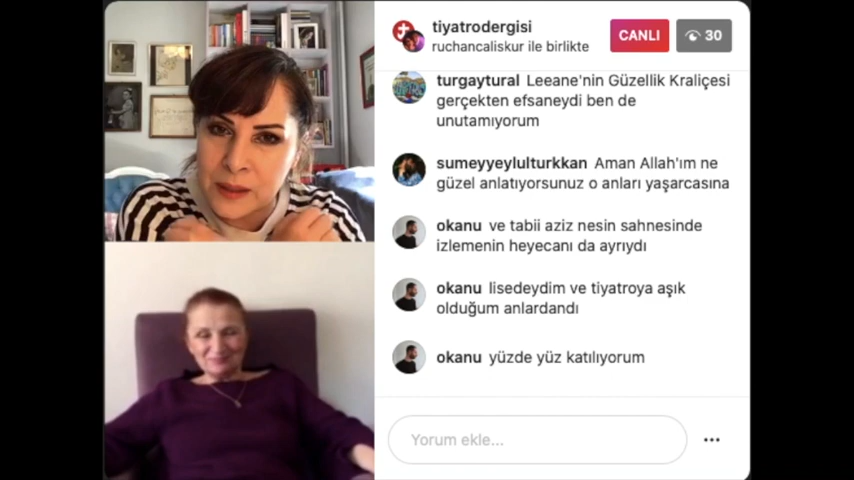 tiyatrodergisi
ruchancaliskur ile birlikte
CANLI
30
turgaytural Leeane'nin Güzellik Kraliçesi
gerçekten efsaneydi ben de
unutamıyorum
sumeyyeylulturkkan Aman Allah'ım ne
güzel anlatıyorsunuz o anları yaşarcasına
okanu ve tabii aziz nesin sahnesinde
izlemenin heyecanı da ayrıydı
okanu lisedeydim ve tiyatroya aşık
olduğum anlardandı
okanu yüzde yüz katılıyorum
Yorum ekle...